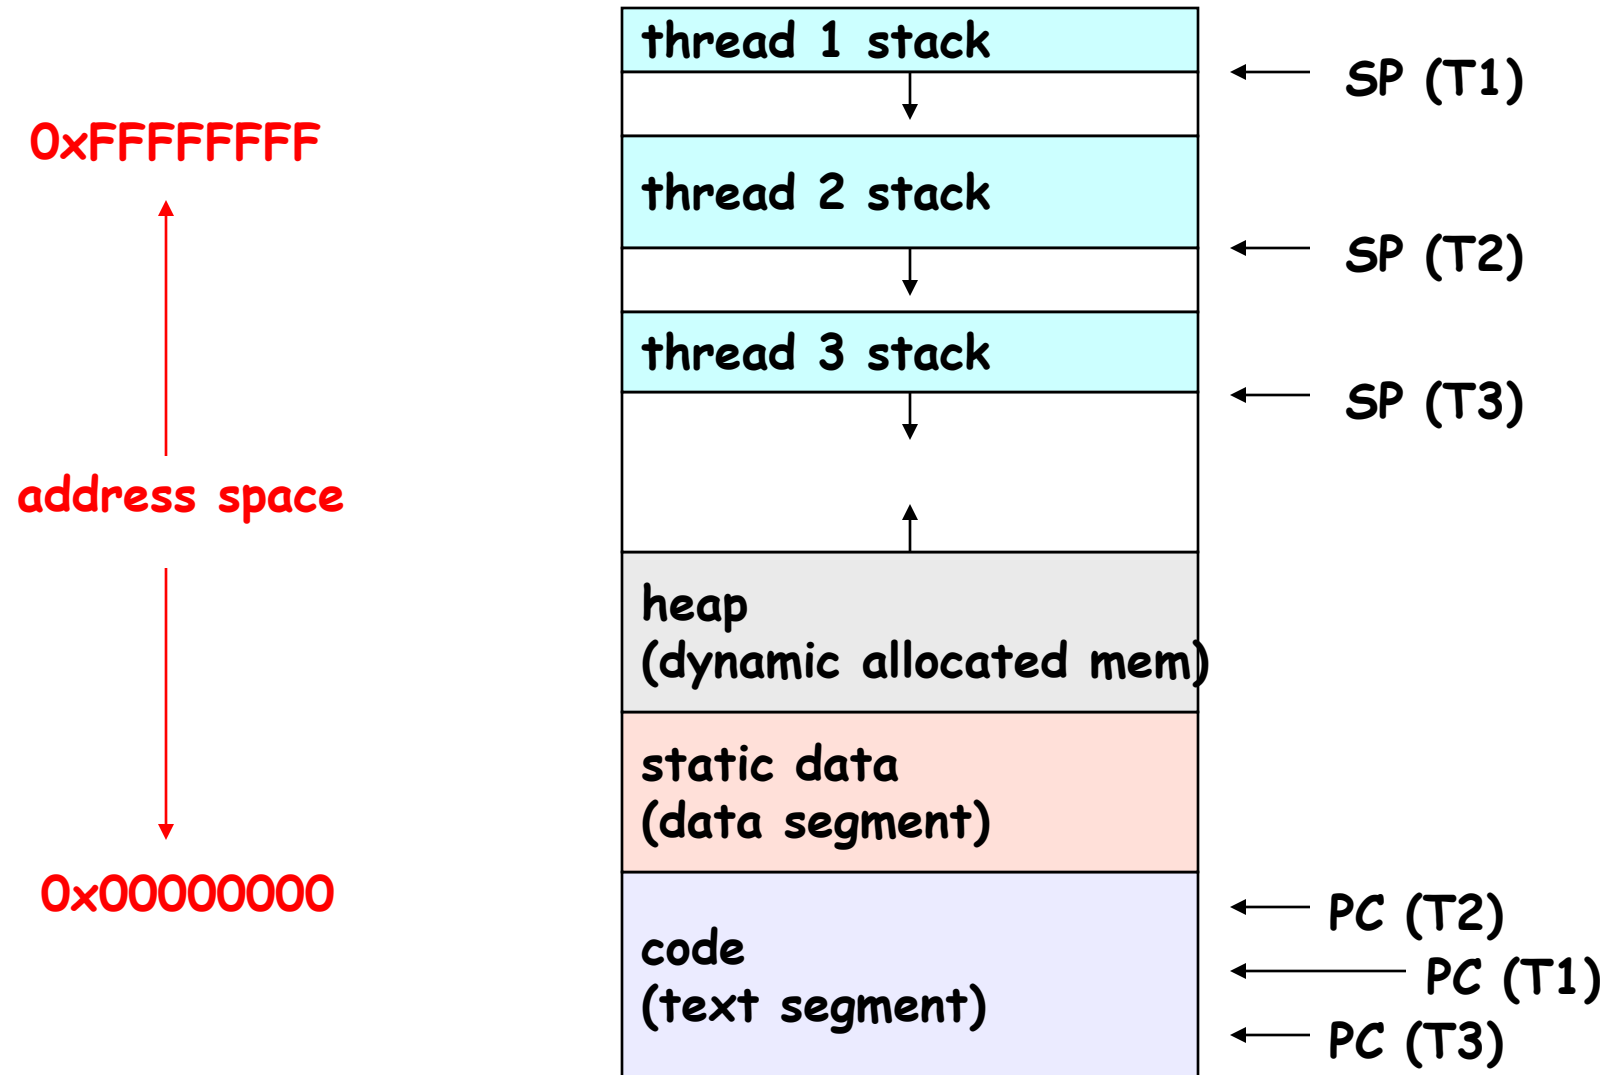 thread 1 stack
SP (T1)
0xFFFFFFFF
thread 2 stack
SP (T2)
thread 3 stack
SP (T3)
address space
heap
(dynamic allocated mem)
static data
(data segment)
0x00000000
code
(text segment)
PC (T2)
PC (T1)
PC (T3)